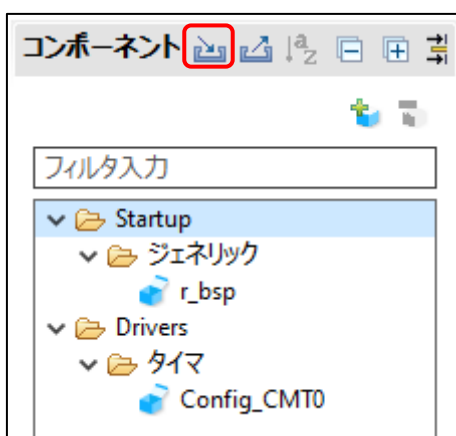 コンポーネント
フィルタ入力
Startup
ジェネリック
r_bsp
Drivers
タイマ
Config_CMT0